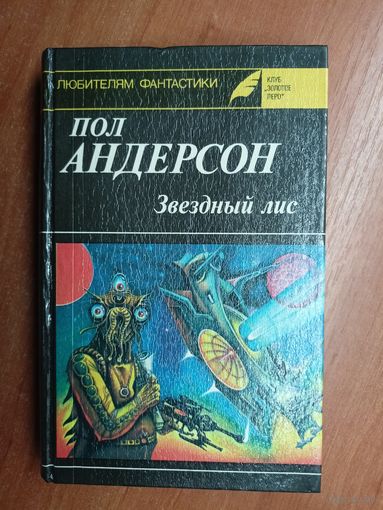 ЛЮБИТЕЛЯМ ФАНТАСТИКИ
КЛУБ
"ЗОЛОТОЕ
ПЕРО"
ПОЛ
АНДЕРСОН
Звездный лис